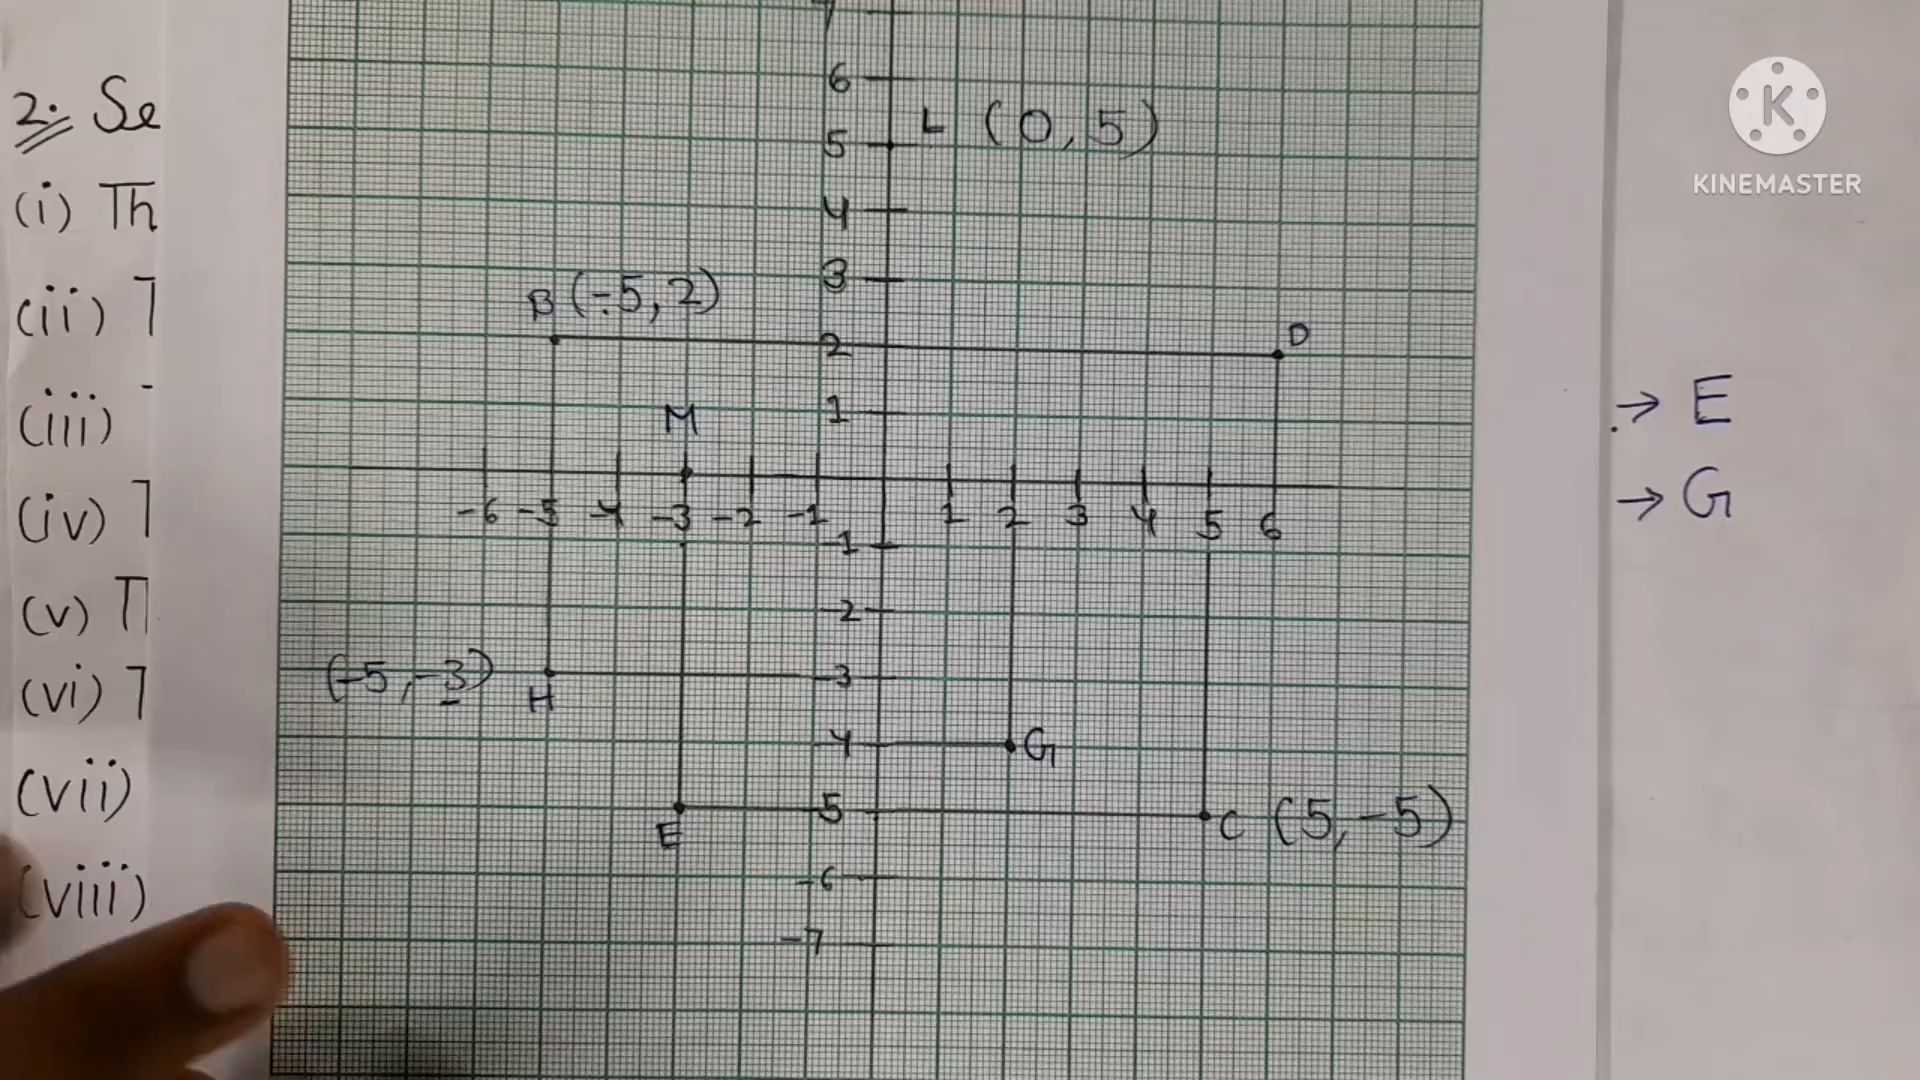 2. Se
(i) Th
(ii) T
(iii)
(iv) T
(v) T
(vi) T
(vii)
(viii)
7
6
L (0, 5)
5
4
3
B (-5, 2)
2
D
M
1
-6 -5 -4 -3 -2 -1 1 2 3 4 5 6
-1
-2
(-5, -3) H
-3
-4
G
-5
E
C (5, -5)
-6
-7
→ E
→ G
K
KINEMASTER